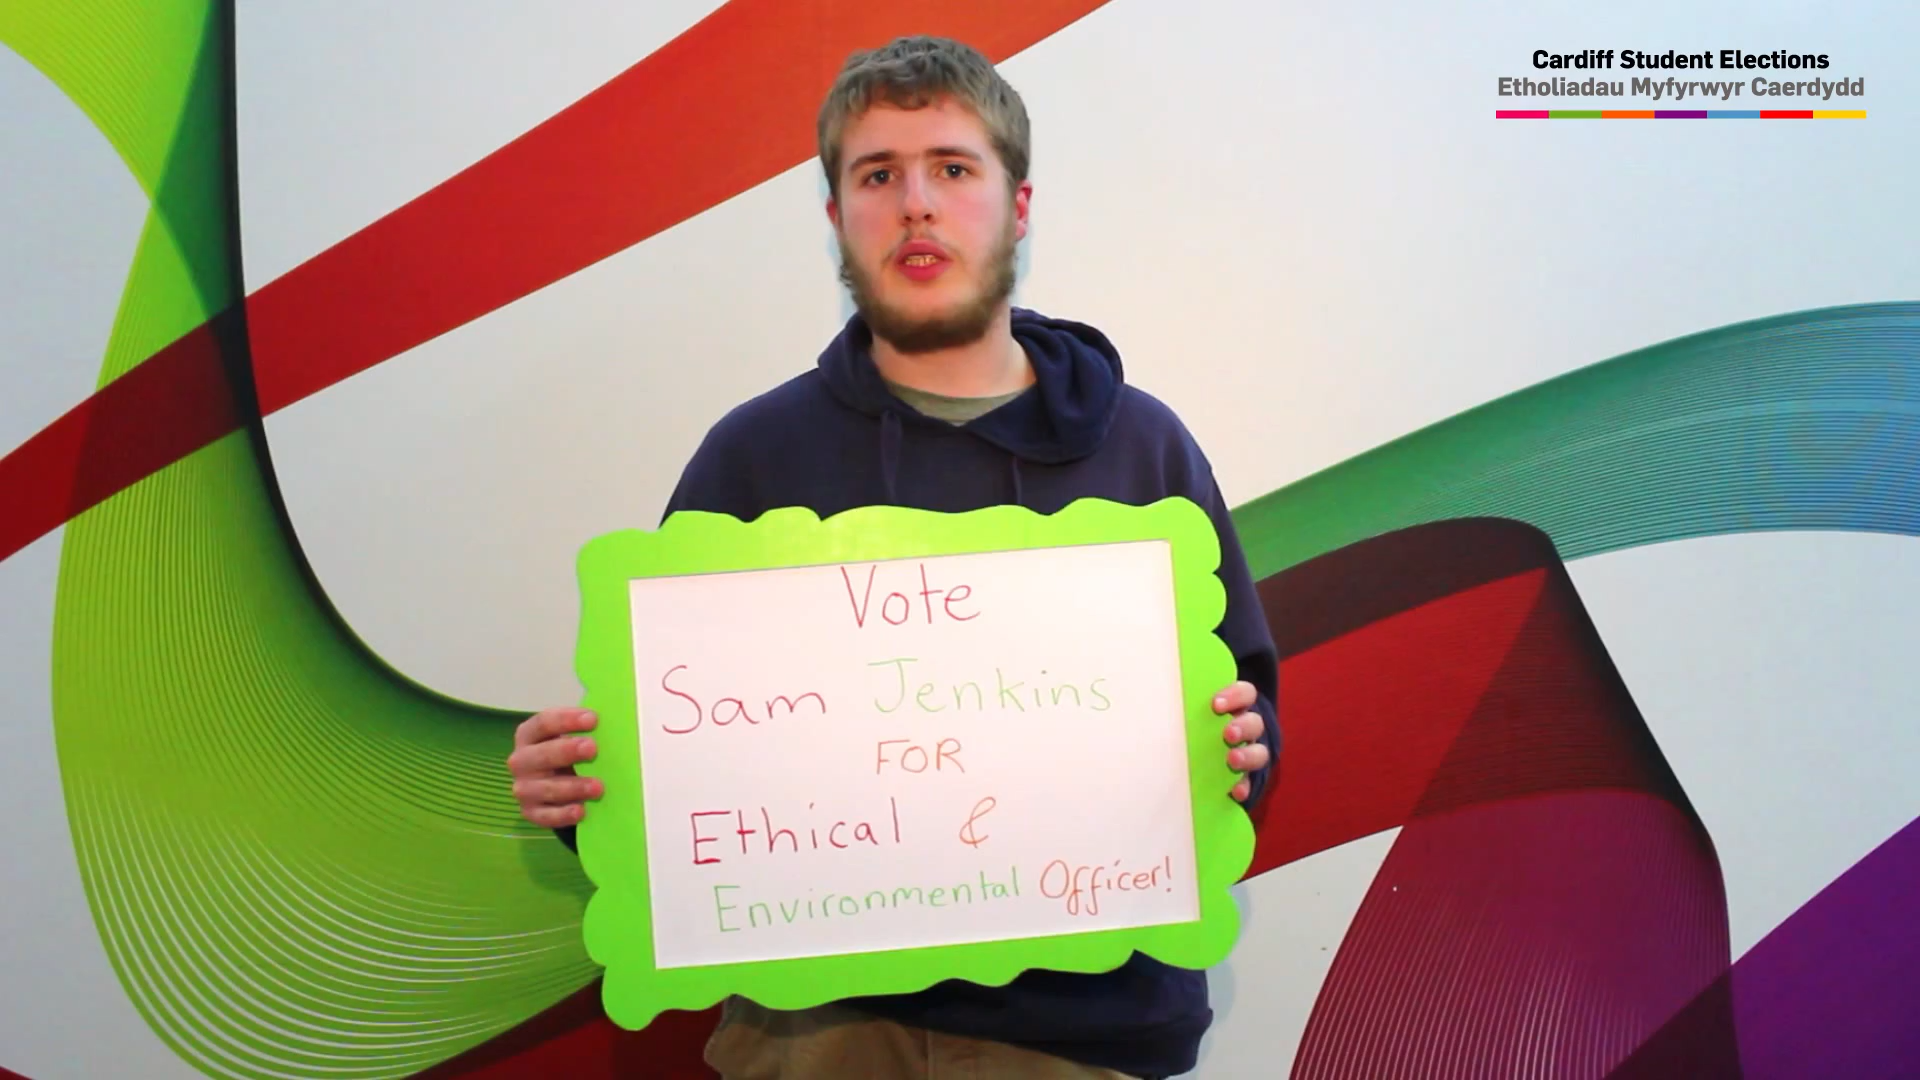 Cardiff Student Elections
Etholiadau Myfyrwyr Caerdydd
Vote
Sam Jenkins
FOR
Ethical &
Environmental Officer!